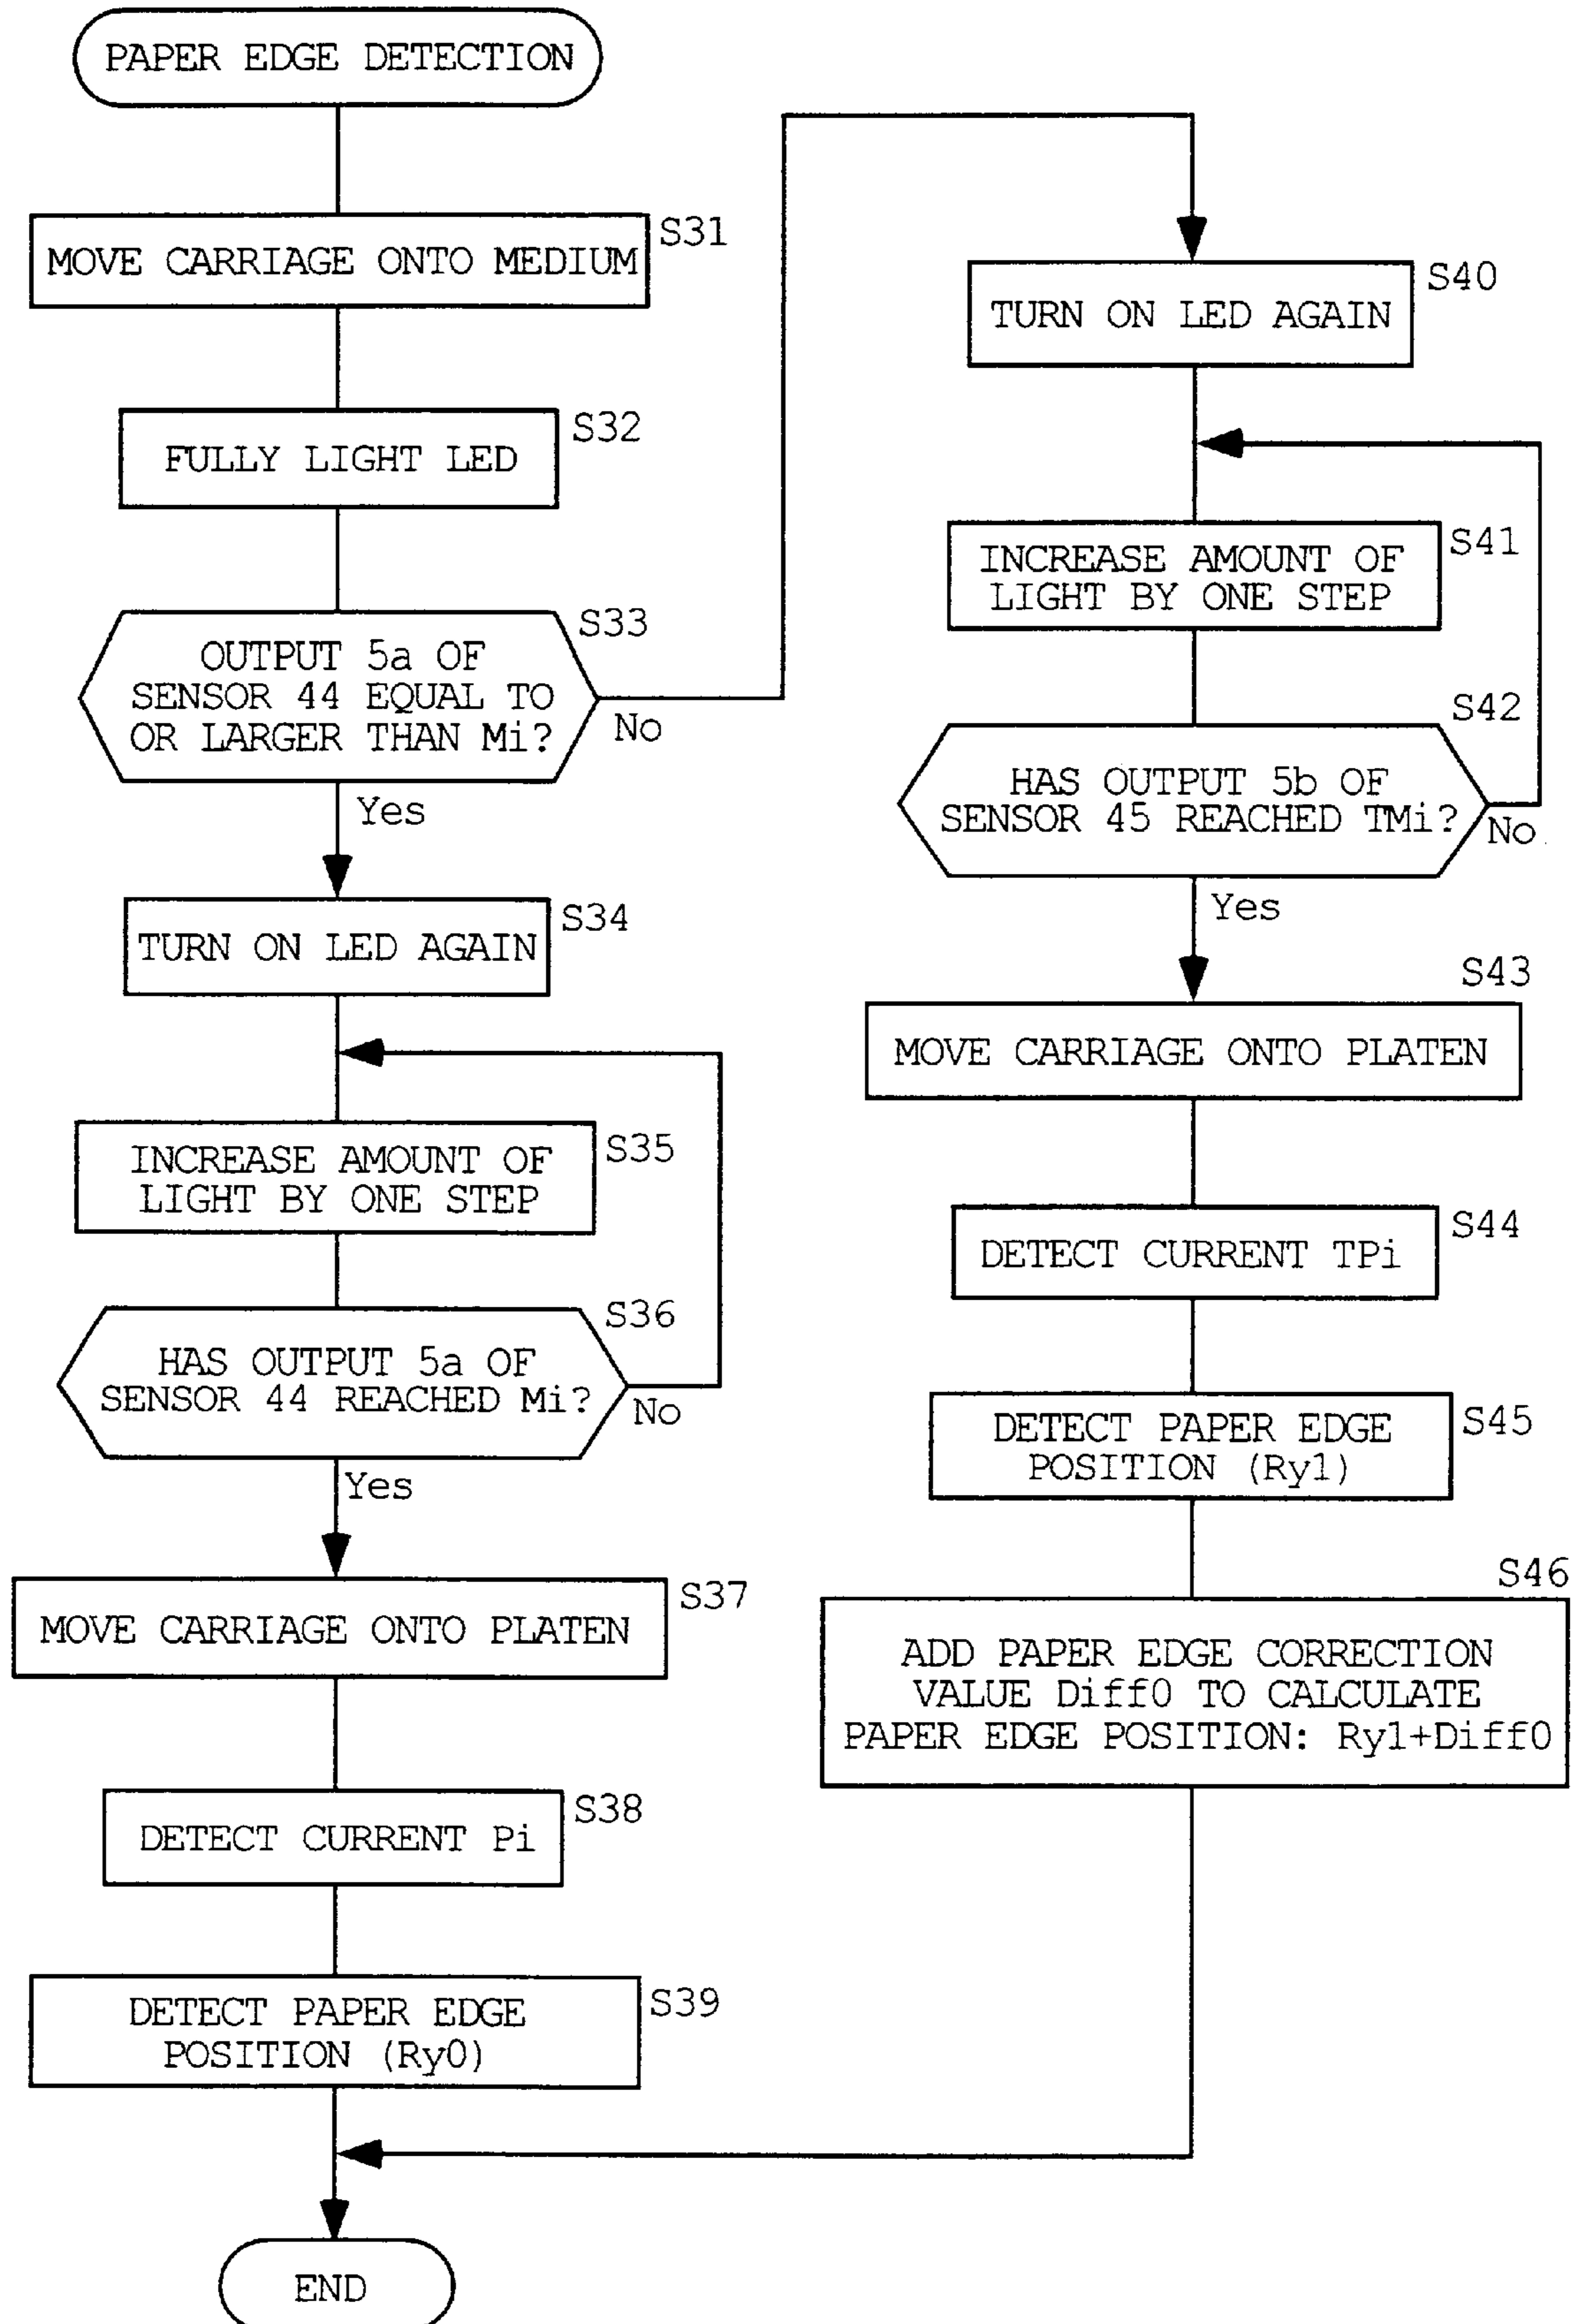 PAPER EDGE DETECTION
S31
MOVE CARRIAGE ONTO MEDIUM
S32
FULLY LIGHT LED
S33
OUTPUT 5a OF
SENSOR 44 EQUAL TO
OR LARGER THAN Mi?
No
Yes
S34
TURN ON LED AGAIN
S35
INCREASE AMOUNT OF
LIGHT BY ONE STEP
S36
HAS OUTPUT 5a OF
SENSOR 44 REACHED Mi?
No
Yes
S37
MOVE CARRIAGE ONTO PLATEN
S38
DETECT CURRENT Pi
S39
DETECT PAPER EDGE
POSITION (Ry0)
S40
TURN ON LED AGAIN
S41
INCREASE AMOUNT OF
LIGHT BY ONE STEP
S42
HAS OUTPUT 5b OF
SENSOR 45 REACHED TMi?
No
Yes
S43
MOVE CARRIAGE ONTO PLATEN
S44
DETECT CURRENT TPi
S45
DETECT PAPER EDGE
POSITION (Ry1)
S46
ADD PAPER EDGE CORRECTION
VALUE Diff0 TO CALCULATE
PAPER EDGE POSITION: Ry1+Diff0
END